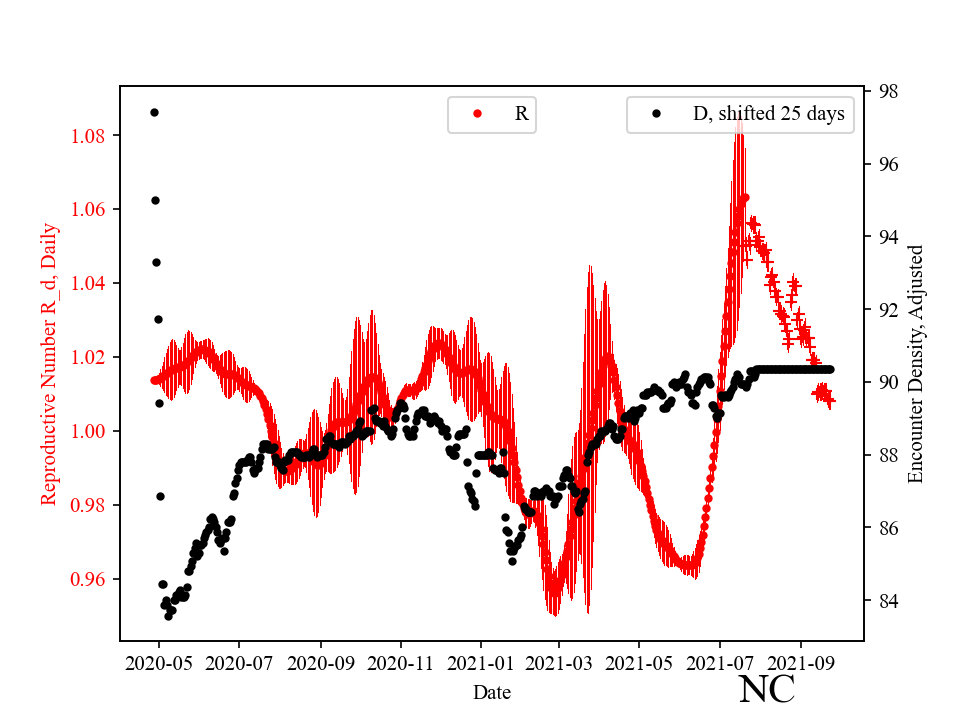 R
D, shifted 25 days
Reproductive Number R_d, Daily
1.08
1.06
1.04
1.02
1.00
0.98
0.96
98
96
94
92
90
88
86
84
Encounter Density, Adjusted
2020-05 2020-07 2020-09 2020-11 2021-01 2021-03 2021-05 2021-07 2021-09
Date
NC